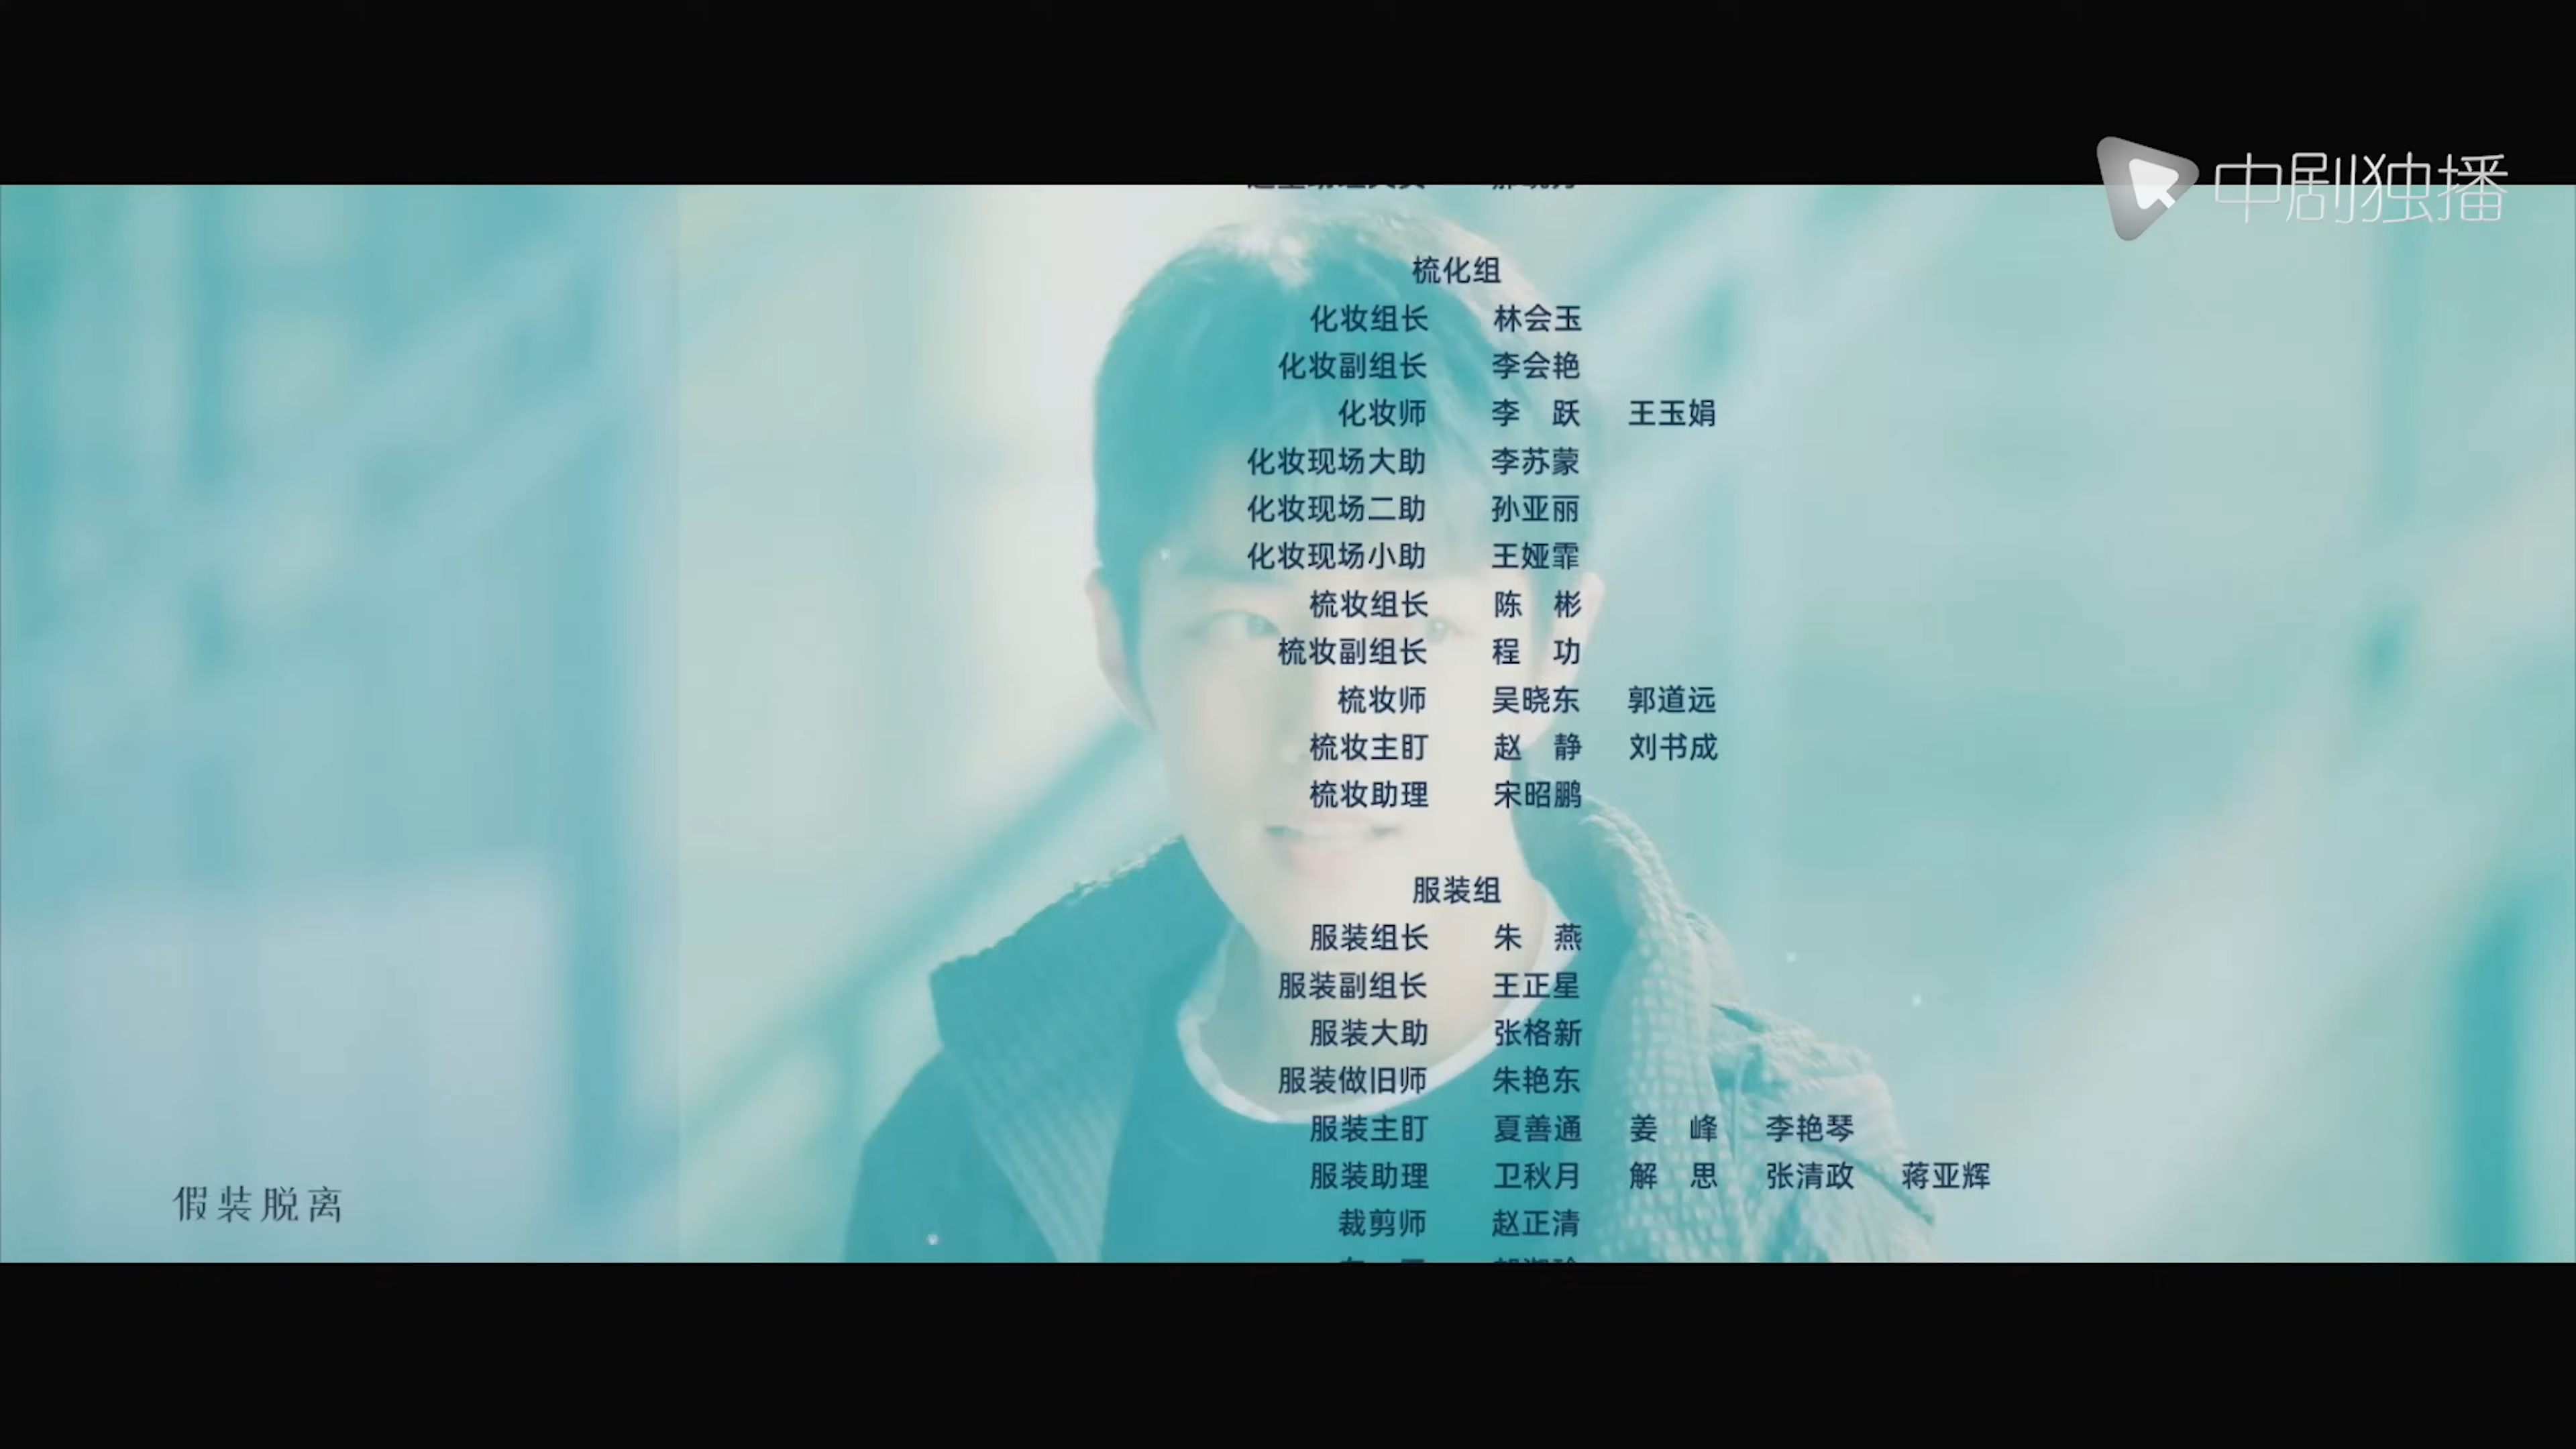 中剧独播
梳化组
化妆组长 林会玉
化妆副组长 李会艳
化妆师 李 跃 王玉娟
化妆现场大助 李苏蒙
化妆现场二助 孙亚丽
化妆现场小助 王娅霏
梳妆组长 陈 彬
梳妆副组长 程 功
梳妆师 吴晓东 郭道远
梳妆主盯 赵 静 刘书成
梳妆助理 宋昭鹏
服装组
服装组长 朱 燕
服装副组长 王正星
服装大助 张格新
服装做旧师 朱艳东
服装主盯 夏善通 姜 峰 李艳琴
服装助理 卫秋月 解 思 张清政 蒋亚辉
裁剪师 赵正清
假装脱离